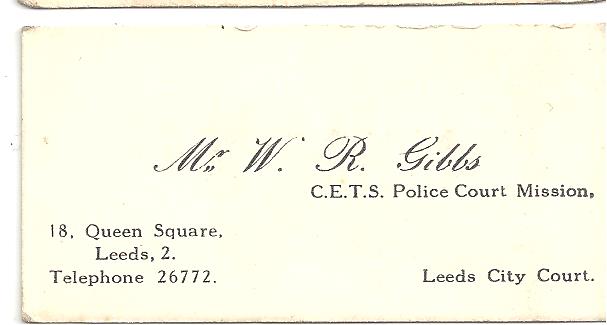 Mr. W. R. Gibbs
C.E.T.S. Police Court Mission,
18, Queen Square,
Leeds, 2.
Telephone 26772.
Leeds City Court.